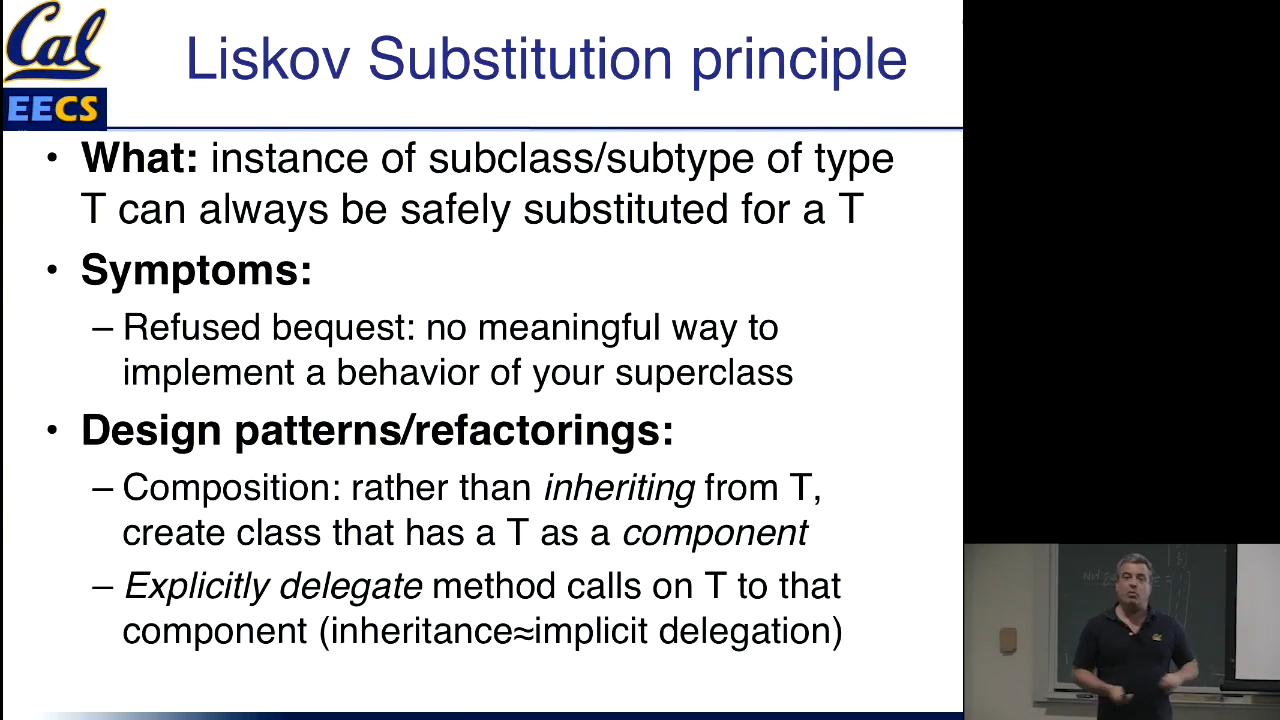 Cal
EECS
Liskov Substitution principle
• What: instance of subclass/subtype of type
T can always be safely substituted for a T
• Symptoms:
– Refused bequest: no meaningful way to
implement a behavior of your superclass
• Design patterns/refactorings:
– Composition: rather than inheriting from T,
create class that has a T as a component
– Explicitly delegate method calls on T to that
component (inheritance≈implicit delegation)